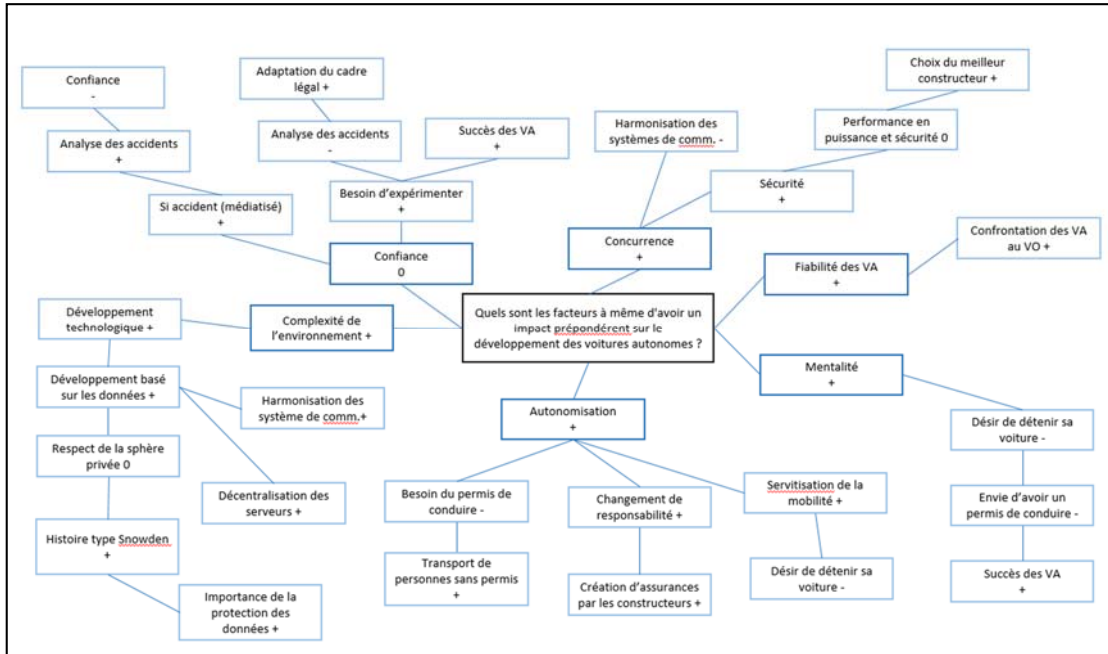 Choix du meilleur
constructeur +
Adaptation du cadre
légal +
Confiance
-
Performance en
puissance et sécurité 0
Harmonisation des
systèmes de comm. -
Analyse des accidents
-
Succès des VA
+
Analyse des accidents
+
Sécurité
+
Besoin d'expérimenter
+
Si accident (médiatisé)
+
Confrontation des VA
au VO +
Concurrence
+
Confiance
0
Fiabilité des VA
+
Développement
technologique +
Complexité de
l'environnement +
Quels sont les facteurs à même d'avoir un
impact prépondérent sur le
développement des voitures autonomes ?
Mentalité
+
Développement basé
sur les données +
Harmonisation des
système de comm.+
Autonomisation
+
Désir de détenir sa
voiture -
Respect de la sphère
privée 0
Décentralisation des
serveurs +
Besoin du permis de
conduire -
Changement de
responsabilité +
Servitisation de la
mobilité +
Envie d'avoir un
permis de conduire -
Histoire type Snowden
+
Transport de
personnes sans permis
+
Création d'assurances
par les constructeurs +
Désir de détenir sa
voiture -
Succès des VA
+
Importance de la
protection des
données +